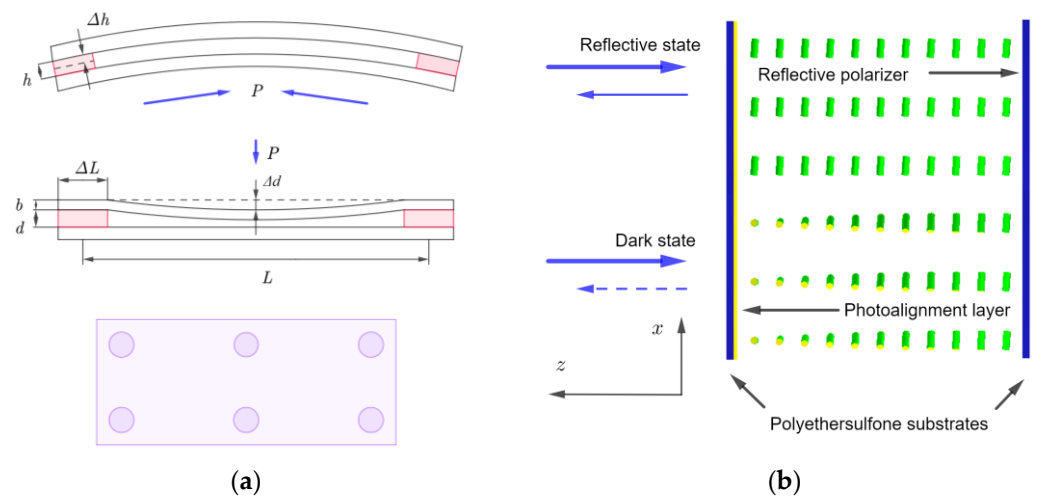 Δh
h
P
P
ΔL
Δd
b
d
L
(a)
Reflective state
Reflective polarizer
Dark state
Photoalignment layer
x
z
Polyethersulfone substrates
(b)